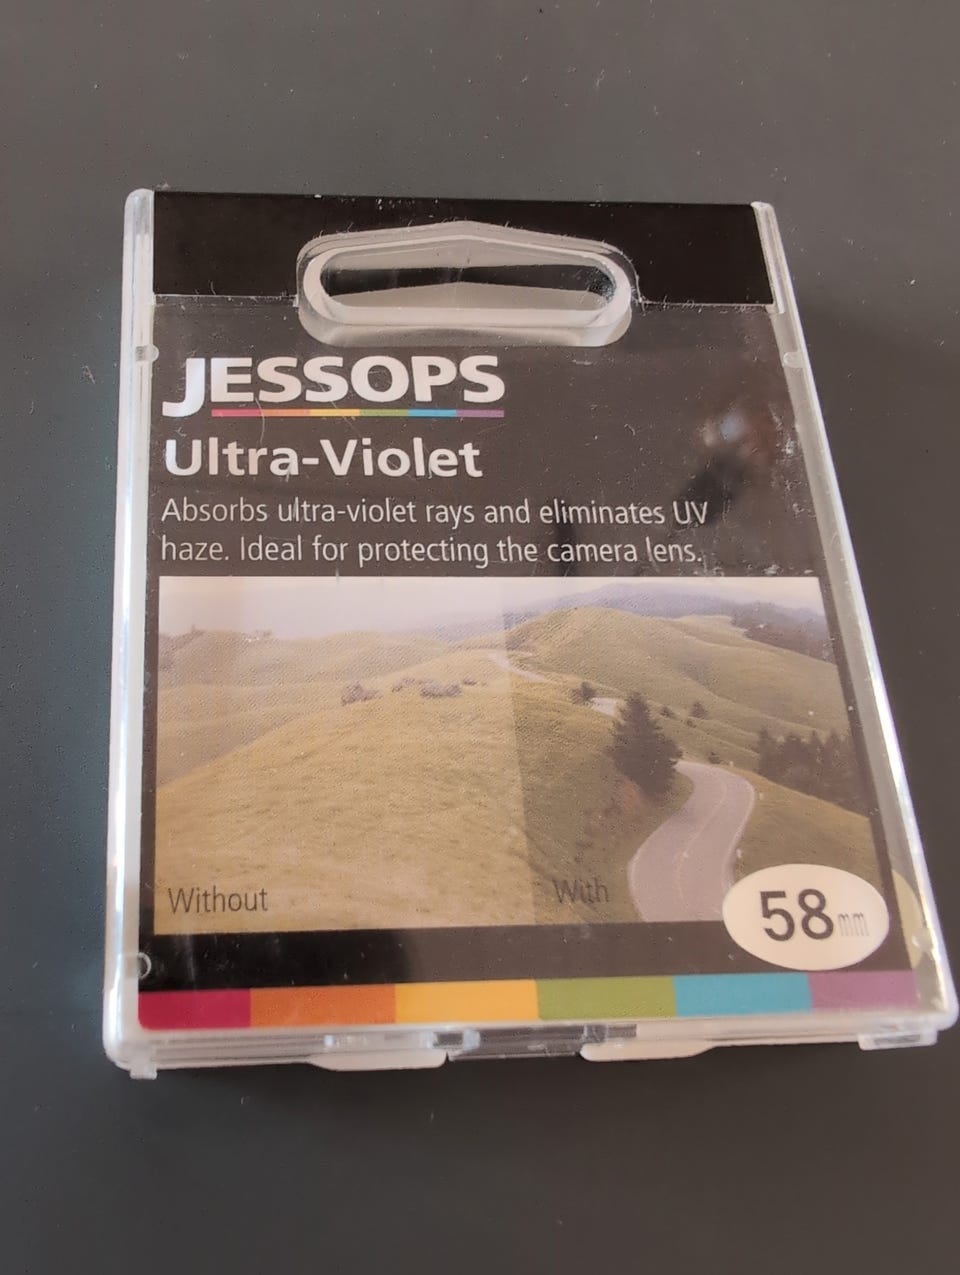 JESSOPS
Ultra-Violet
Absorbs ultra-violet rays and eliminates UV
haze. Ideal for protecting the camera lens.
Without
With
58mm